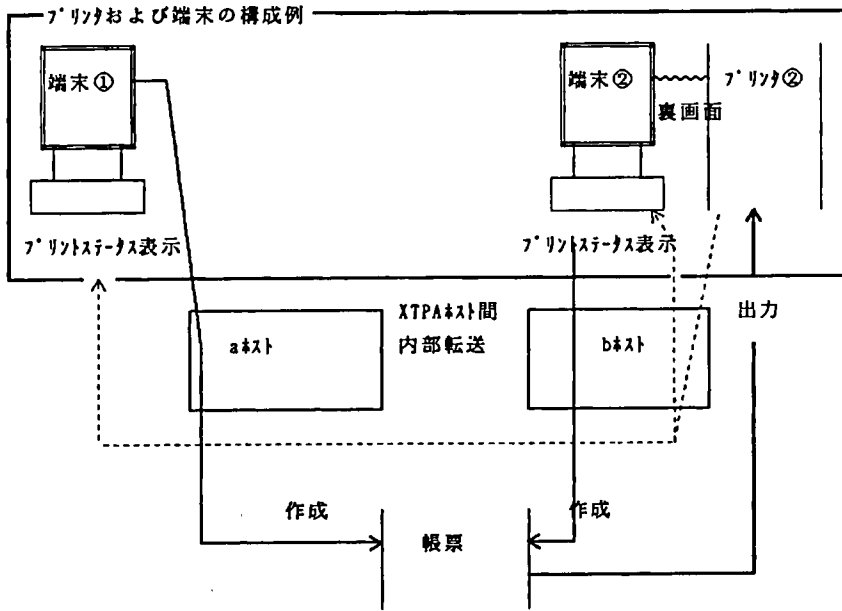 プリンタおよび端末の構成例
端末①
端末②
プリンタ②
裏画面
プリントステータス表示
プリントステータス表示
XTPAホスト間
内部転送
aホスト
bホスト
出力
作成
作成
帳票